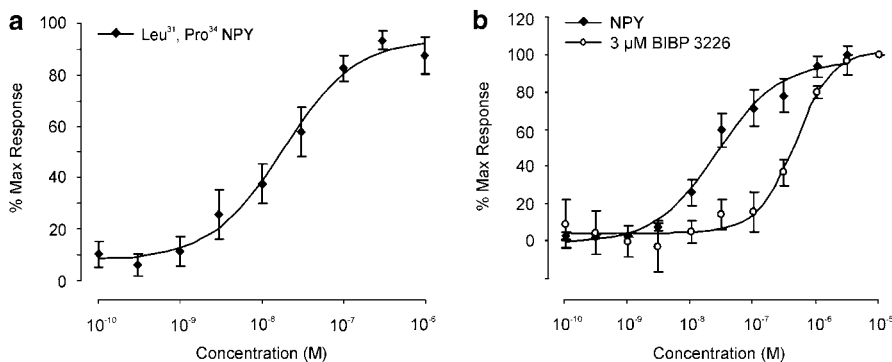 a
Leu³¹, Pro³⁴ NPY
% Max Response
100
80
60
40
20
0
10⁻¹⁰ 10⁻⁹ 10⁻⁸ 10⁻⁷ 10⁻⁶
Concentration (M)
b
NPY
3 µM BIBP 3226
% Max Response
120
100
80
60
40
20
0
10⁻¹⁰ 10⁻⁹ 10⁻⁸ 10⁻⁷ 10⁻⁶ 10⁻⁵
Concentration (M)